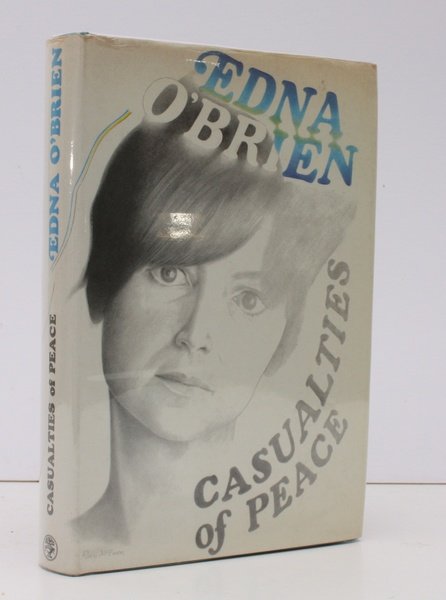 EDNA
O'BRIEN
CASUALTIES
of PEACE
CASUALTIES of PEACE EDNA O'BRIEN